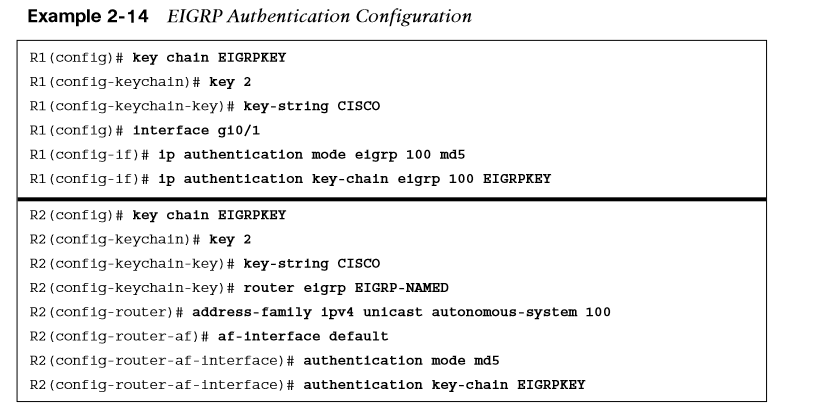 Example 2-14 EIGRP Authentication Configuration
R1(config)# key chain EIGRPKEY
R1(config-keychain)# key 2
R1(config-keychain-key)# key-string CISCO
R1(config)# interface gi0/1
R1(config-if)# ip authentication mode eigrp 100 md5
R1(config-if)# ip authentication key-chain eigrp 100 EIGRPKEY
R2(config)# key chain EIGRPKEY
R2(config-keychain)# key 2
R2(config-keychain-key)# key-string CISCO
R2(config-keychain-key)# router eigrp EIGRP-NAMED
R2(config-router)# address-family ipv4 unicast autonomous-system 100
R2(config-router-af)# af-interface default
R2(config-router-af-interface)# authentication mode md5
R2(config-router-af-interface)# authentication key-chain EIGRPKEY